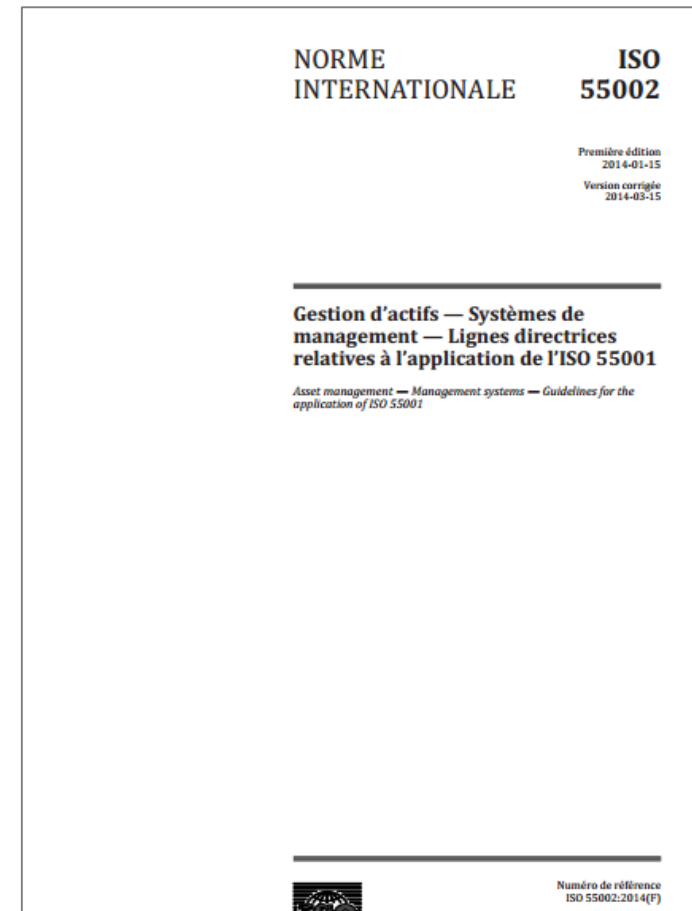 NORME
INTERNATIONALE
ISO
55002
Première édition
2014-01-15
Version corrigée
2014-03-15
Gestion d’actifs — Systèmes de
management — Lignes directrices
relatives à l’application de l’ISO 55001
Asset management — Management systems — Guidelines for the
application of ISO 55001
Numéro de référence
ISO 55002:2014(F)